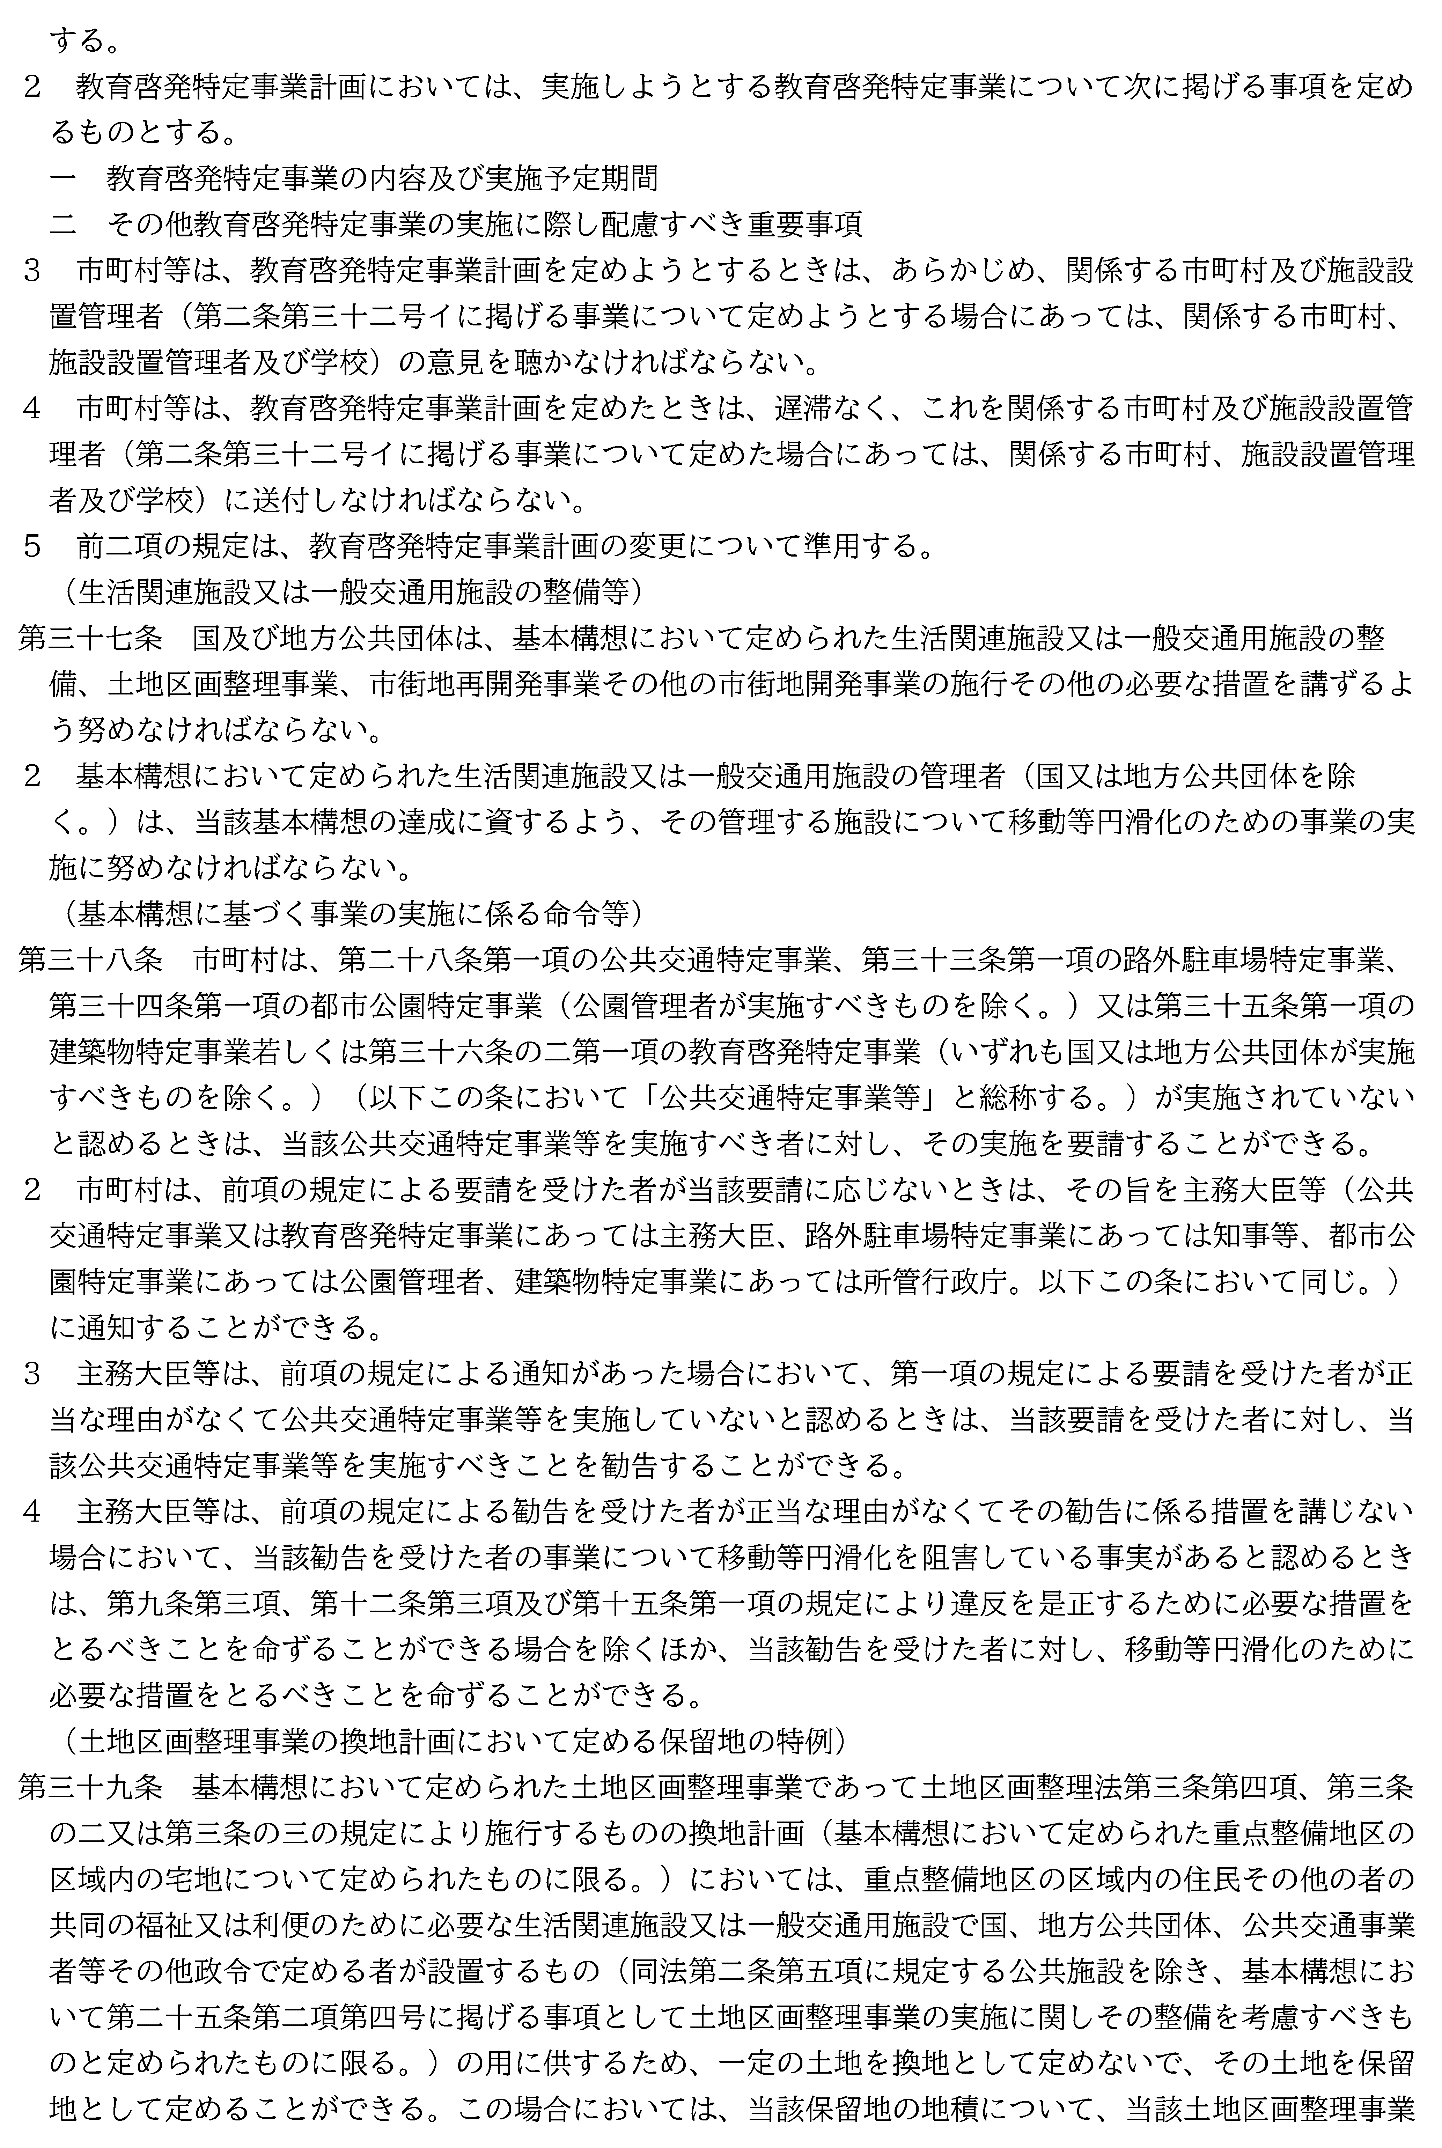 する。
２　教育啓発特定事業計画においては、実施しようとする教育啓発特定事業について次に掲げる事項を定め
るものとする。
一　教育啓発特定事業の内容及び実施予定期間
二　その他教育啓発特定事業の実施に際し配慮すべき重要事項
３　市町村等は、教育啓発特定事業計画を定めようとするときは、あらかじめ、関係する市町村及び施設設
置管理者（第二条第三十二号イに掲げる事業について定めようとする場合にあっては、関係する市町村、
施設設置管理者及び学校）の意見を聴かなければならない。
４　市町村等は、教育啓発特定事業計画を定めたときは、遅滞なく、これを関係する市町村及び施設設置管
理者（第二条第三十二号イに掲げる事業について定めた場合にあっては、関係する市町村、施設設置管理
者及び学校）に送付しなければならない。
５　前二項の規定は、教育啓発特定事業計画の変更について準用する。
（生活関連施設又は一般交通用施設の整備等）
第三十七条　国及び地方公共団体は、基本構想において定められた生活関連施設又は一般交通用施設の整
備、土地区画整理事業、市街地再開発事業その他の市街地開発事業の施行その他の必要な措置を講ずるよ
う努めなければならない。
２　基本構想において定められた生活関連施設又は一般交通用施設の管理者（国又は地方公共団体を除
く。）は、当該基本構想の達成に資するよう、その管理する施設について移動等円滑化のための事業の実
施に努めなければならない。
（基本構想に基づく事業の実施に係る命令等）
第三十八条　市町村は、第二十八条第一項の公共交通特定事業、第三十三条第一項の路外駐車場特定事業、
第三十四条第一項の都市公園特定事業（公園管理者が実施すべきものを除く。）又は第三十五条第一項の
建築物特定事業若しくは第三十六条の二第一項の教育啓発特定事業（いずれも国又は地方公共団体が実施
すべきものを除く。）（以下この条において「公共交通特定事業等」と総称する。）が実施されていない
と認めるときは、当該公共交通特定事業等を実施すべき者に対し、その実施を要請することができる。
２　市町村は、前項の規定による要請を受けた者が当該要請に応じないときは、その旨を主務大臣等（公共
交通特定事業又は教育啓発特定事業にあっては主務大臣、路外駐車場特定事業にあっては知事等、都市公
園特定事業にあっては公園管理者、建築物特定事業にあっては所管行政庁。以下この条において同じ。）
に通知することができる。
３　主務大臣等は、前項の規定による通知があった場合において、第一項の規定による要請を受けた者が正
当な理由がなくて公共交通特定事業等を実施していないと認めるときは、当該要請を受けた者に対し、当
該公共交通特定事業等を実施すべきことを勧告することができる。
４　主務大臣等は、前項の規定による勧告を受けた者が正当な理由がなくてその勧告に係る措置を講じない
場合において、当該勧告を受けた者の事業について移動等円滑化を阻害している事実があると認めるとき
は、第九条第三項、第十二条第三項及び第十五条第一項の規定により違反を是正するために必要な措置を
とるべきことを命ずることができる場合を除くほか、当該勧告を受けた者に対し、移動等円滑化のために
必要な措置をとるべきことを命ずることができる。
（土地区画整理事業の換地計画において定める保留地の特例）
第三十九条　基本構想において定められた土地区画整理事業であって土地区画整理法第三条第四項、第三条
の二又は第三条の三の規定により施行するものの換地計画（基本構想において定められた重点整備地区の
区域内の宅地について定められたものに限る。）においては、重点整備地区の区域内の住民その他の者の
共同の福祉又は利便のために必要な生活関連施設又は一般交通用施設で国、地方公共団体、公共交通事業
者等その他政令で定める者が設置するもの（同法第二条第五項に規定する公共施設を除き、基本構想にお
いて第二十五条第二項第四号に掲げる事項として土地区画整理事業の実施に関しその整備を考慮すべきも
のと定められたものに限る。）の用に供するため、一定の土地を換地として定めないで、その土地を保留
地として定めることができる。この場合においては、当該保留地の地積について、当該土地区画整理事業